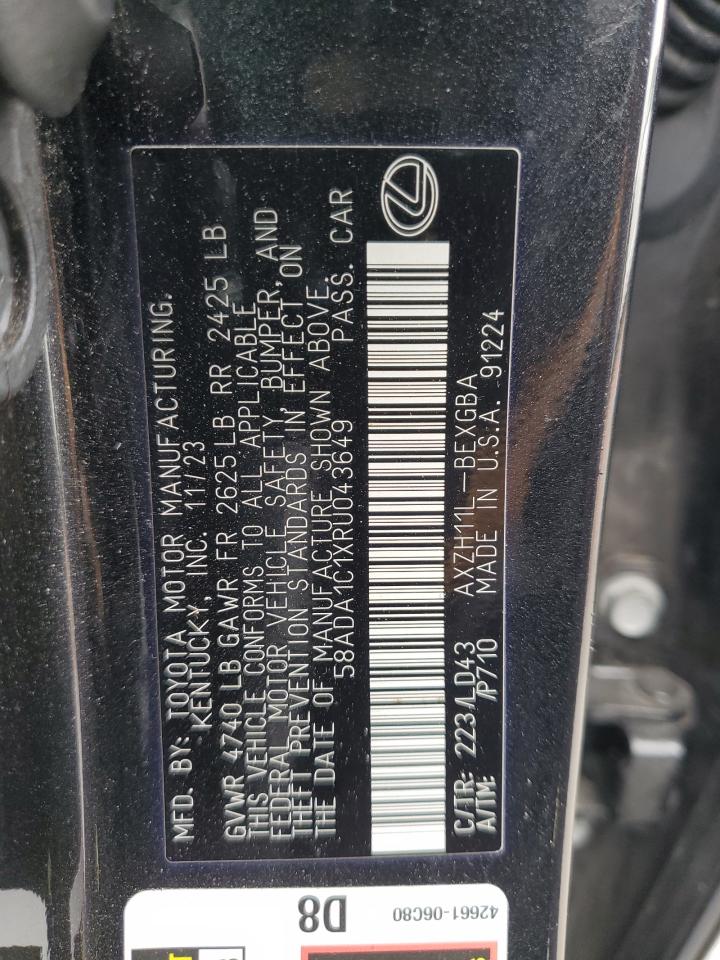 MFD. BY: TOYOTA MOTOR MANUFACTURING.
KENTUCKY, INC. 11/23
GVWR 4740 LB GAWR FR 2625 LB RR 2425 LB
THIS VEHICLE CONFORMS TO ALL APPLICABLE
FEDERAL MOTOR VEHICLE SAFETY, BUMPER, AND
THEFT PREVENTION STANDARDS IN EFFECT ON
THE DATE OF MANUFACTURE SHOWN ABOVE.
58ADA1C1XRU043649 PASS. CAR
C/TR: 223/LD43 AXZH11L-BEXGBA
A/TM: /P710 MADE IN U.S.A. 91224
D8
42661-06C80